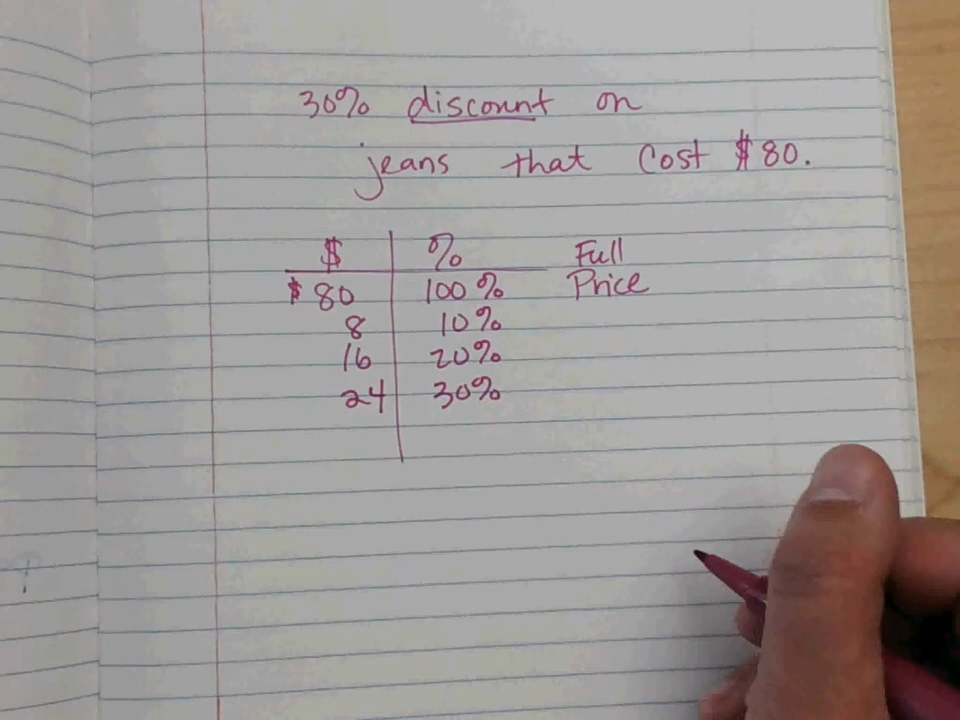 30% discount on
jeans that cost $80.
$ % Full
$80 100% Price
8 10%
16 20%
24 30%